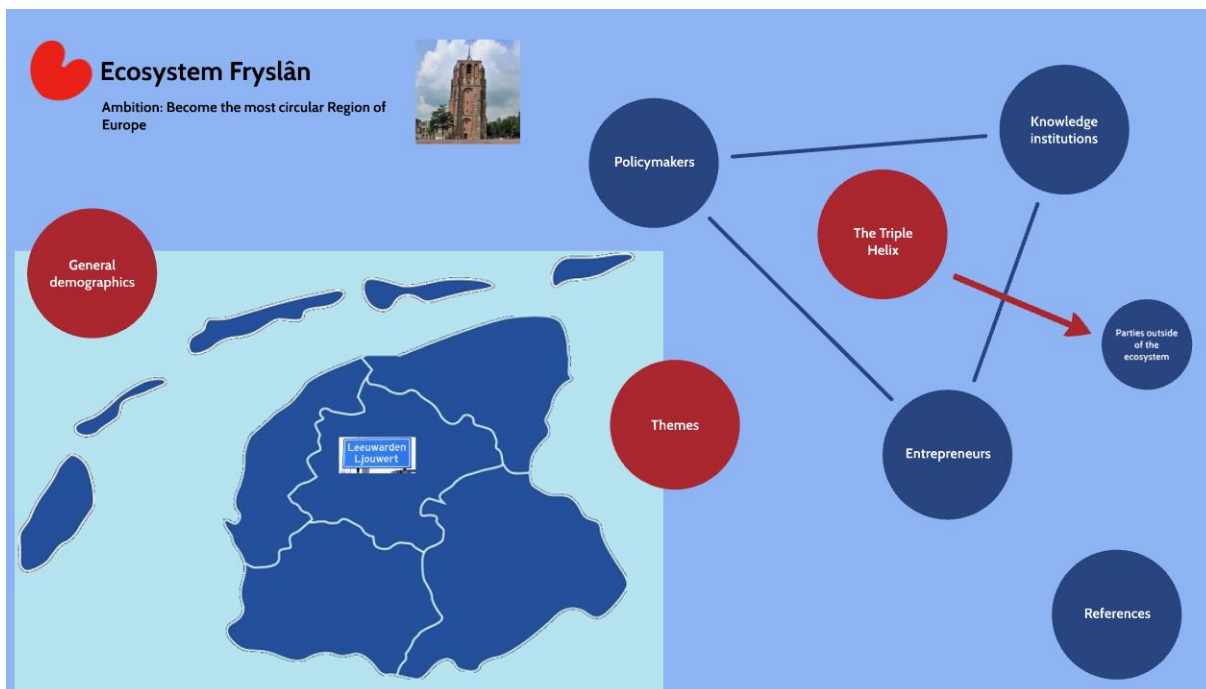 Ecosystem Fryslân
Ambition: Become the most circular Region of
Europe
General
demographics
Leeuwarden
Ljouwert
Themes
Policymakers
Knowledge
institutions
The Triple
Helix
Parties outside
of the
ecosystem
Entrepreneurs
References